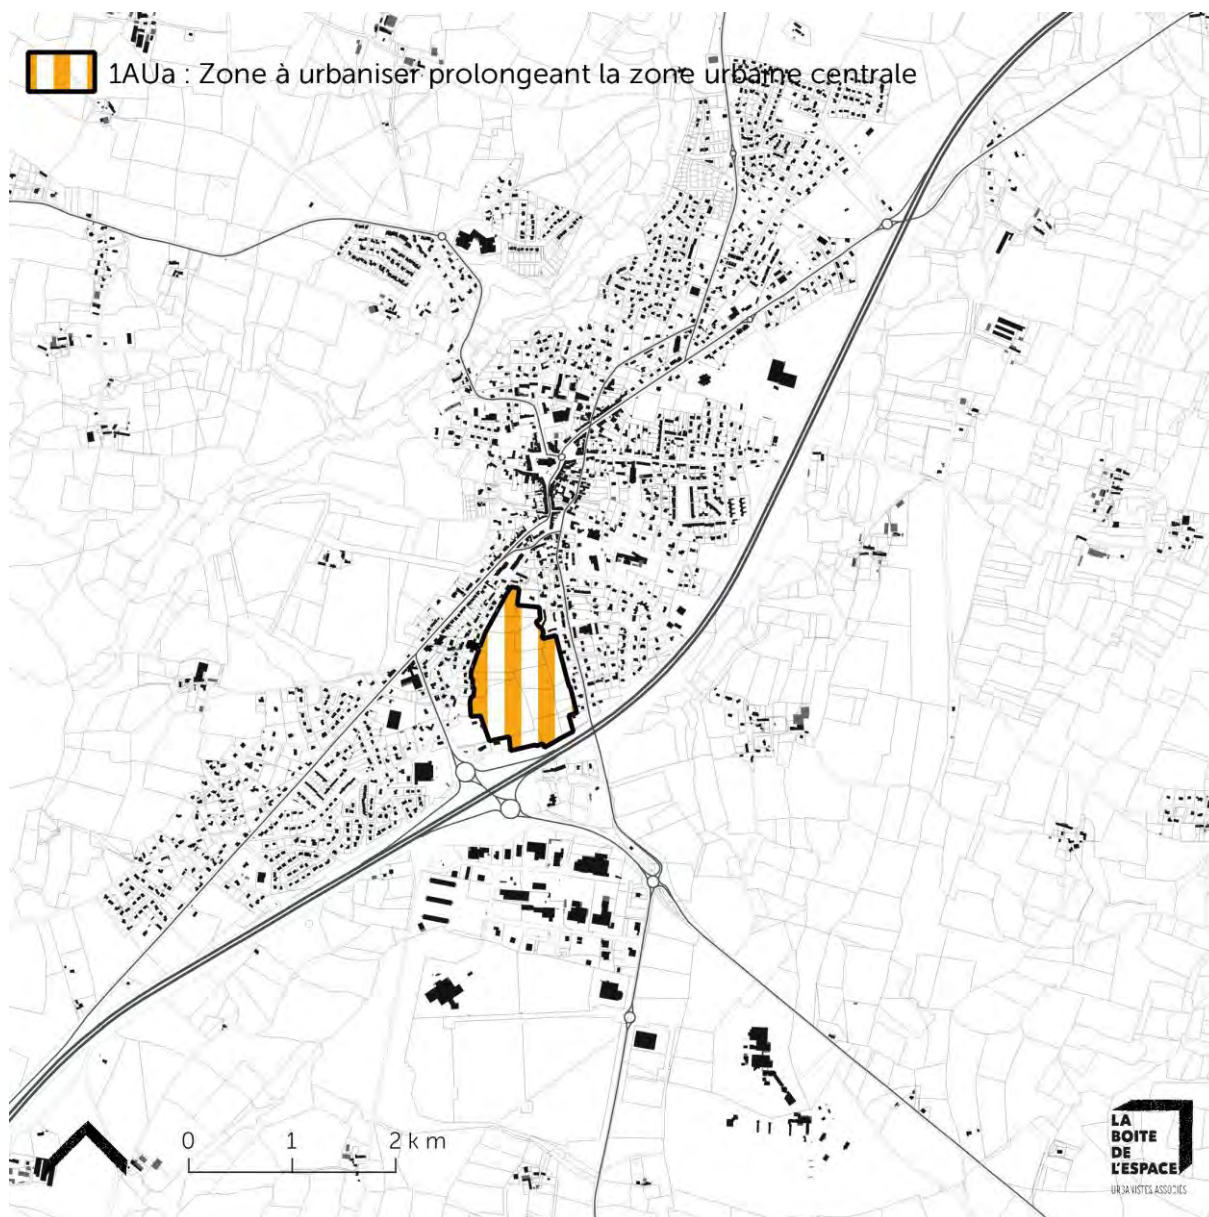 1AUa : Zone à urbaniser prolongeant la zone urbaine centrale
0 1 2 km
LA
BOITE
DE
L'ESPACE
URBANISTES ASSOCIÉS